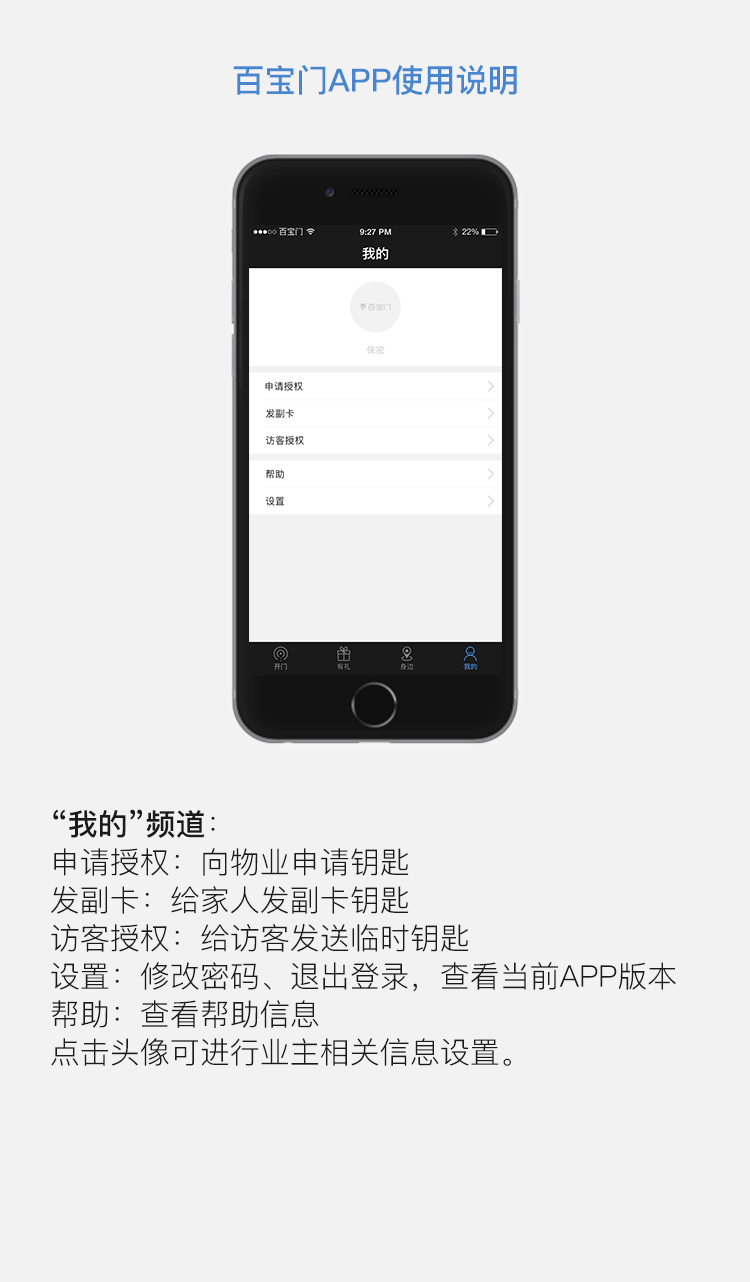 百宝门APP使用说明
●●●○○ 百宝门 9:27 PM 22%
我的
百宝门
保密
申请授权
发副卡
访客授权
帮助
设置
开门 有礼 身边 我的
“我的”频道：
申请授权：向物业申请钥匙
发副卡：给家人发副卡钥匙
访客授权：给访客发送临时钥匙
设置：修改密码、退出登录，查看当前APP版本
帮助：查看帮助信息
点击头像可进行业主相关信息设置。